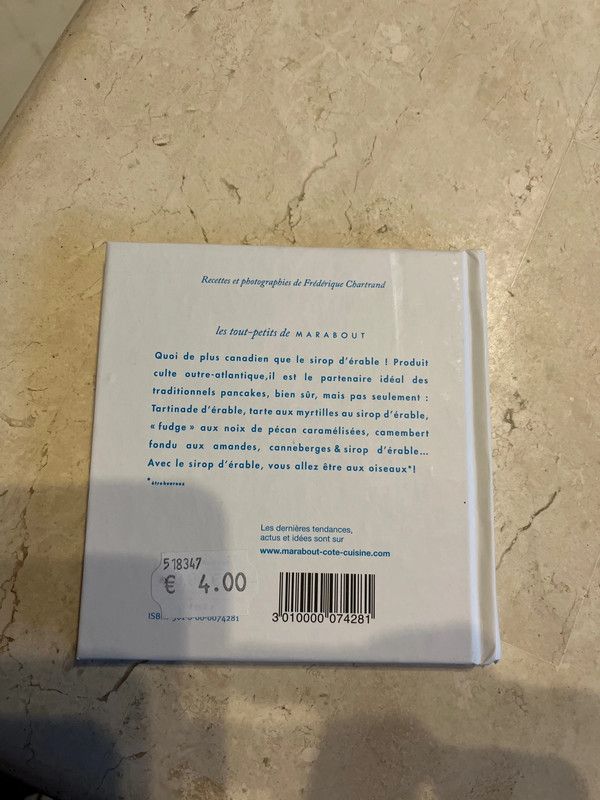 Recettes et photographies de Frédérique Chartrand
les tout-petits de MARABOUT
Quoi de plus canadien que le sirop d'érable ! Produit
culte outre-atlantique,il est le partenaire idéal des
traditionnels pancakes, bien sûr, mais pas seulement :
Tartinade d'érable, tarte aux myrtilles au sirop d'érable,
« fudge » aux noix de pécan caramélisées, camembert
fondu aux amandes, canneberges & sirop d'érable...
Avec le sirop d'érable, vous allez être aux oiseaux*!
*être heureux
Les dernières tendances,
actus et idées sont sur
www.marabout-cote-cuisine.com
518347
€ 4.00
ISBN
3 010000 074281